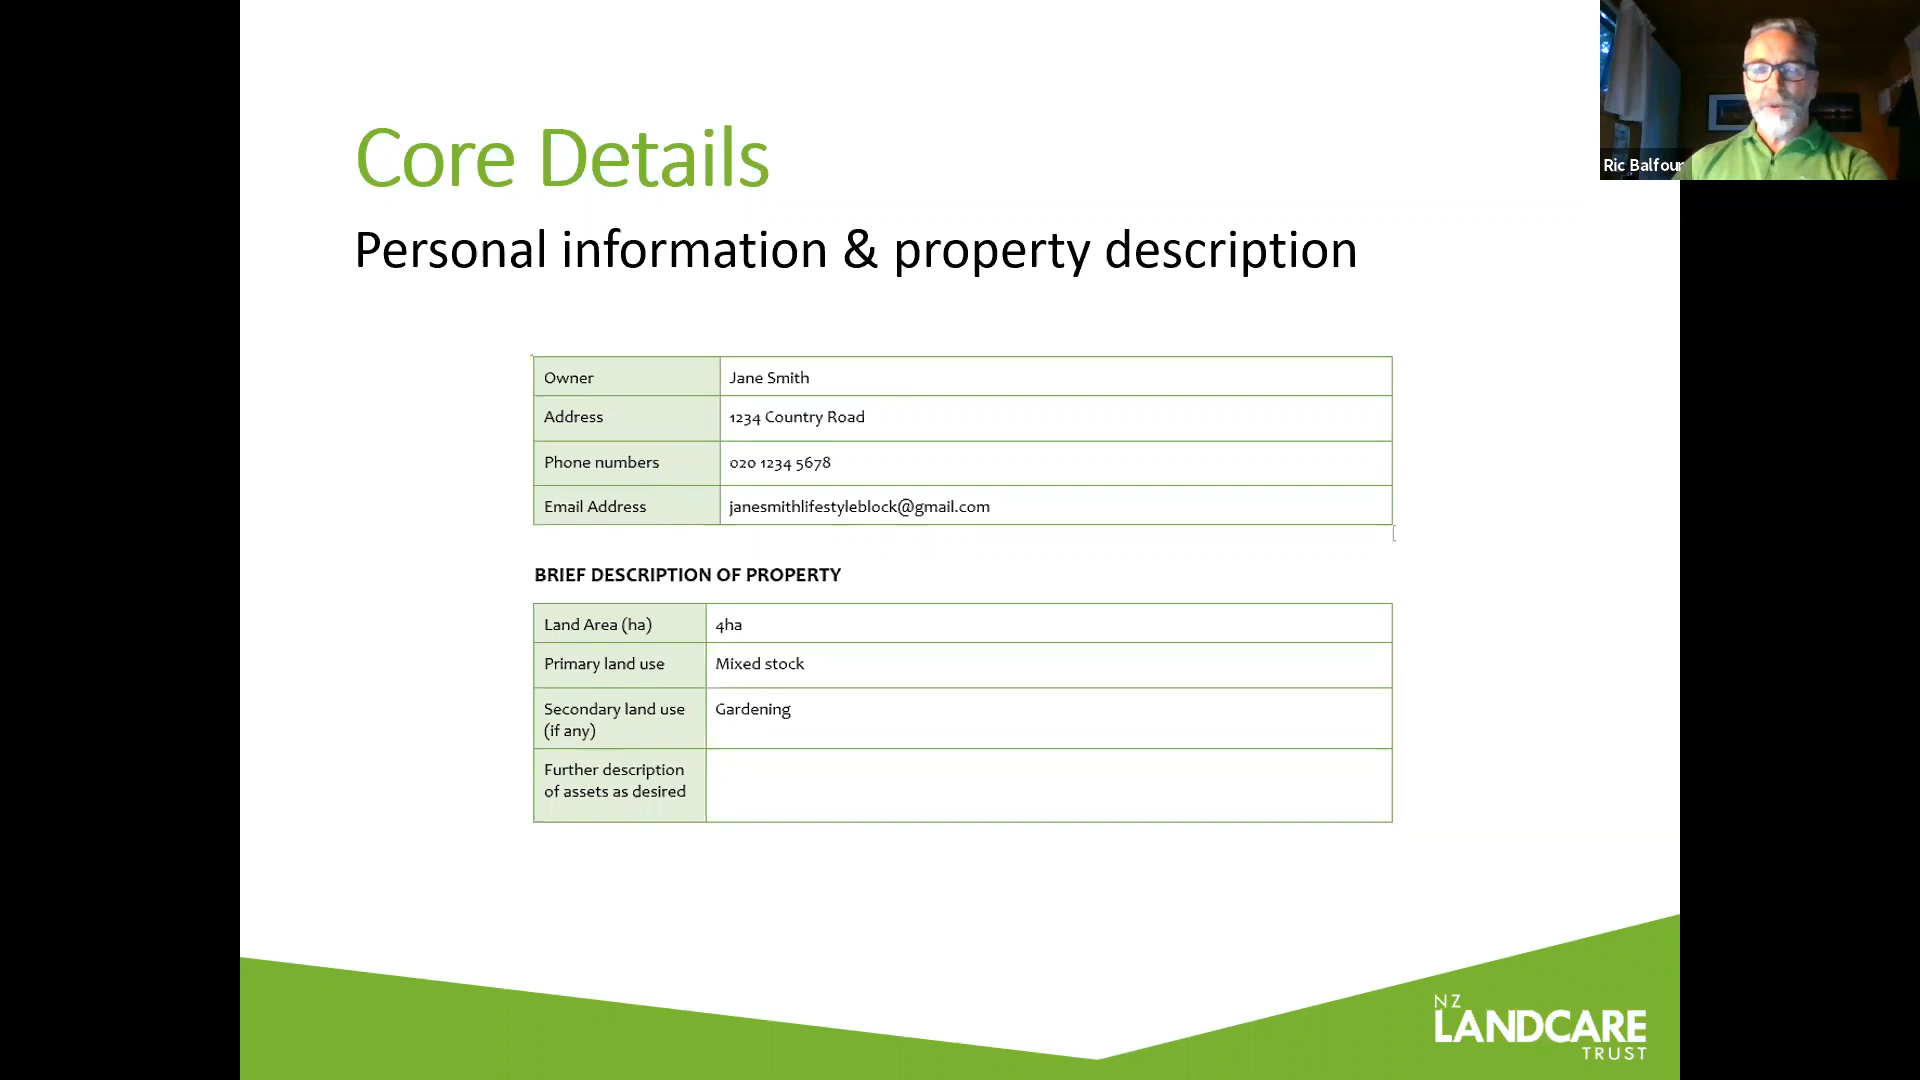 Core Details
Personal information & property description
Ric Balfour
Owner
Jane Smith
Address
1234 Country Road
Phone numbers
020 1234 5678
Email Address
janesmithlifestyleblock@gmail.com
BRIEF DESCRIPTION OF PROPERTY
Land Area (ha)
4ha
Primary land use
Mixed stock
Secondary land use
(if any)
Gardening
Further description
of assets as desired
NZ
LANDCARE
TRUST